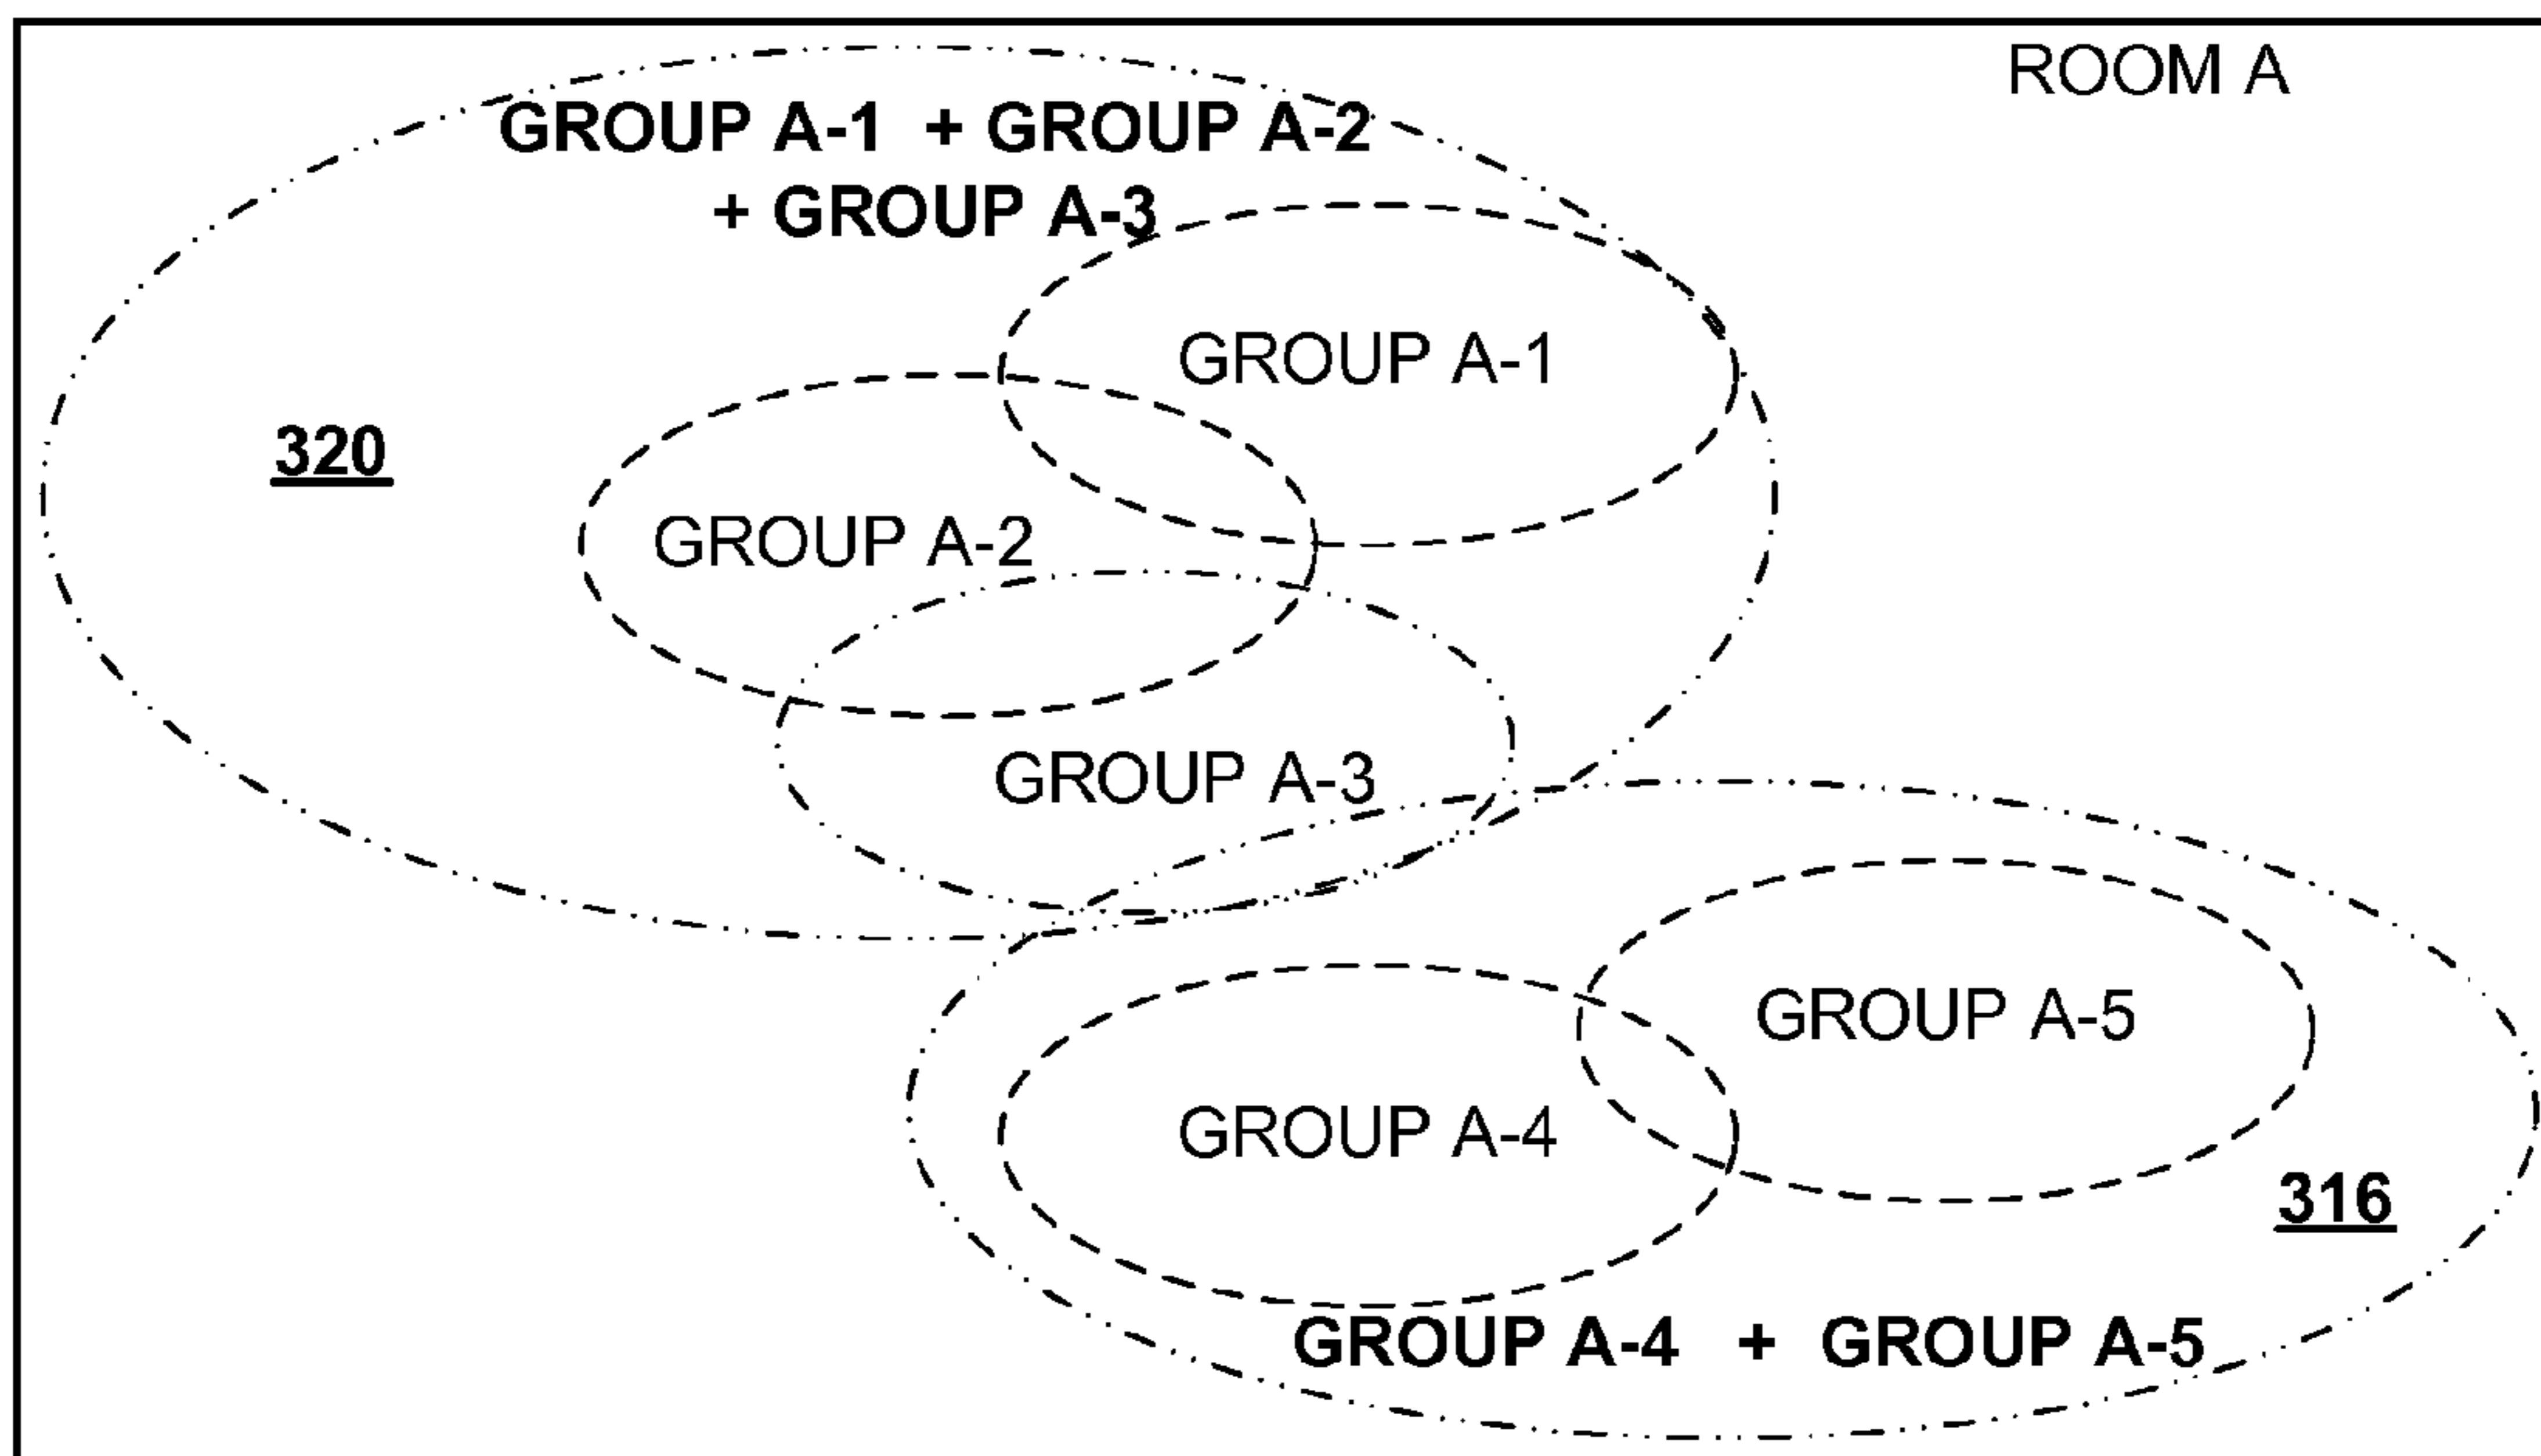 ROOM A
GROUP A-1 + GROUP A-2
+ GROUP A-3
GROUP A-1
320
GROUP A-2
GROUP A-3
GROUP A-5
GROUP A-4
316
GROUP A-4 + GROUP A-5